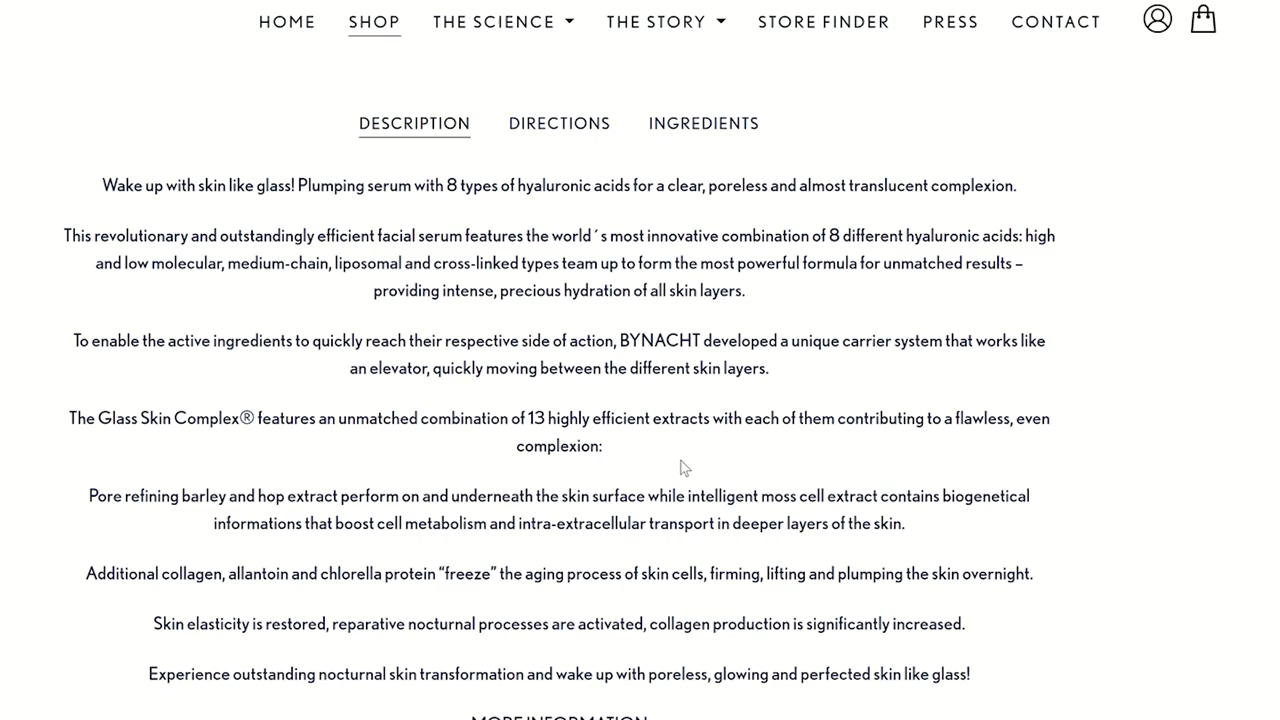 HOME SHOP THE SCIENCE THE STORY STORE FINDER PRESS CONTACT
DESCRIPTION DIRECTIONS INGREDIENTS
Wake up with skin like glass! Plumping serum with 8 types of hyaluronic acids for a clear, poreless and almost translucent complexion.
This revolutionary and outstandingly efficient facial serum features the world´s most innovative combination of 8 different hyaluronic acids: high
and low molecular, medium-chain, liposomal and cross-linked types team up to form the most powerful formula for unmatched results –
providing intense, precious hydration of all skin layers.
To enable the active ingredients to quickly reach their respective side of action, BYNACHT developed a unique carrier system that works like
an elevator, quickly moving between the different skin layers.
The Glass Skin Complex® features an unmatched combination of 13 highly efficient extracts with each of them contributing to a flawless, even
complexion:
Pore refining barley and hop extract perform on and underneath the skin surface while intelligent moss cell extract contains biogenetical
informations that boost cell metabolism and intra-extracellular transport in deeper layers of the skin.
Additional collagen, allantoin and chlorella protein “freeze” the aging process of skin cells, firming, lifting and plumping the skin overnight.
Skin elasticity is restored, reparative nocturnal processes are activated, collagen production is significantly increased.
Experience outstanding nocturnal skin transformation and wake up with poreless, glowing and perfected skin like glass!
MORE INFORMATION